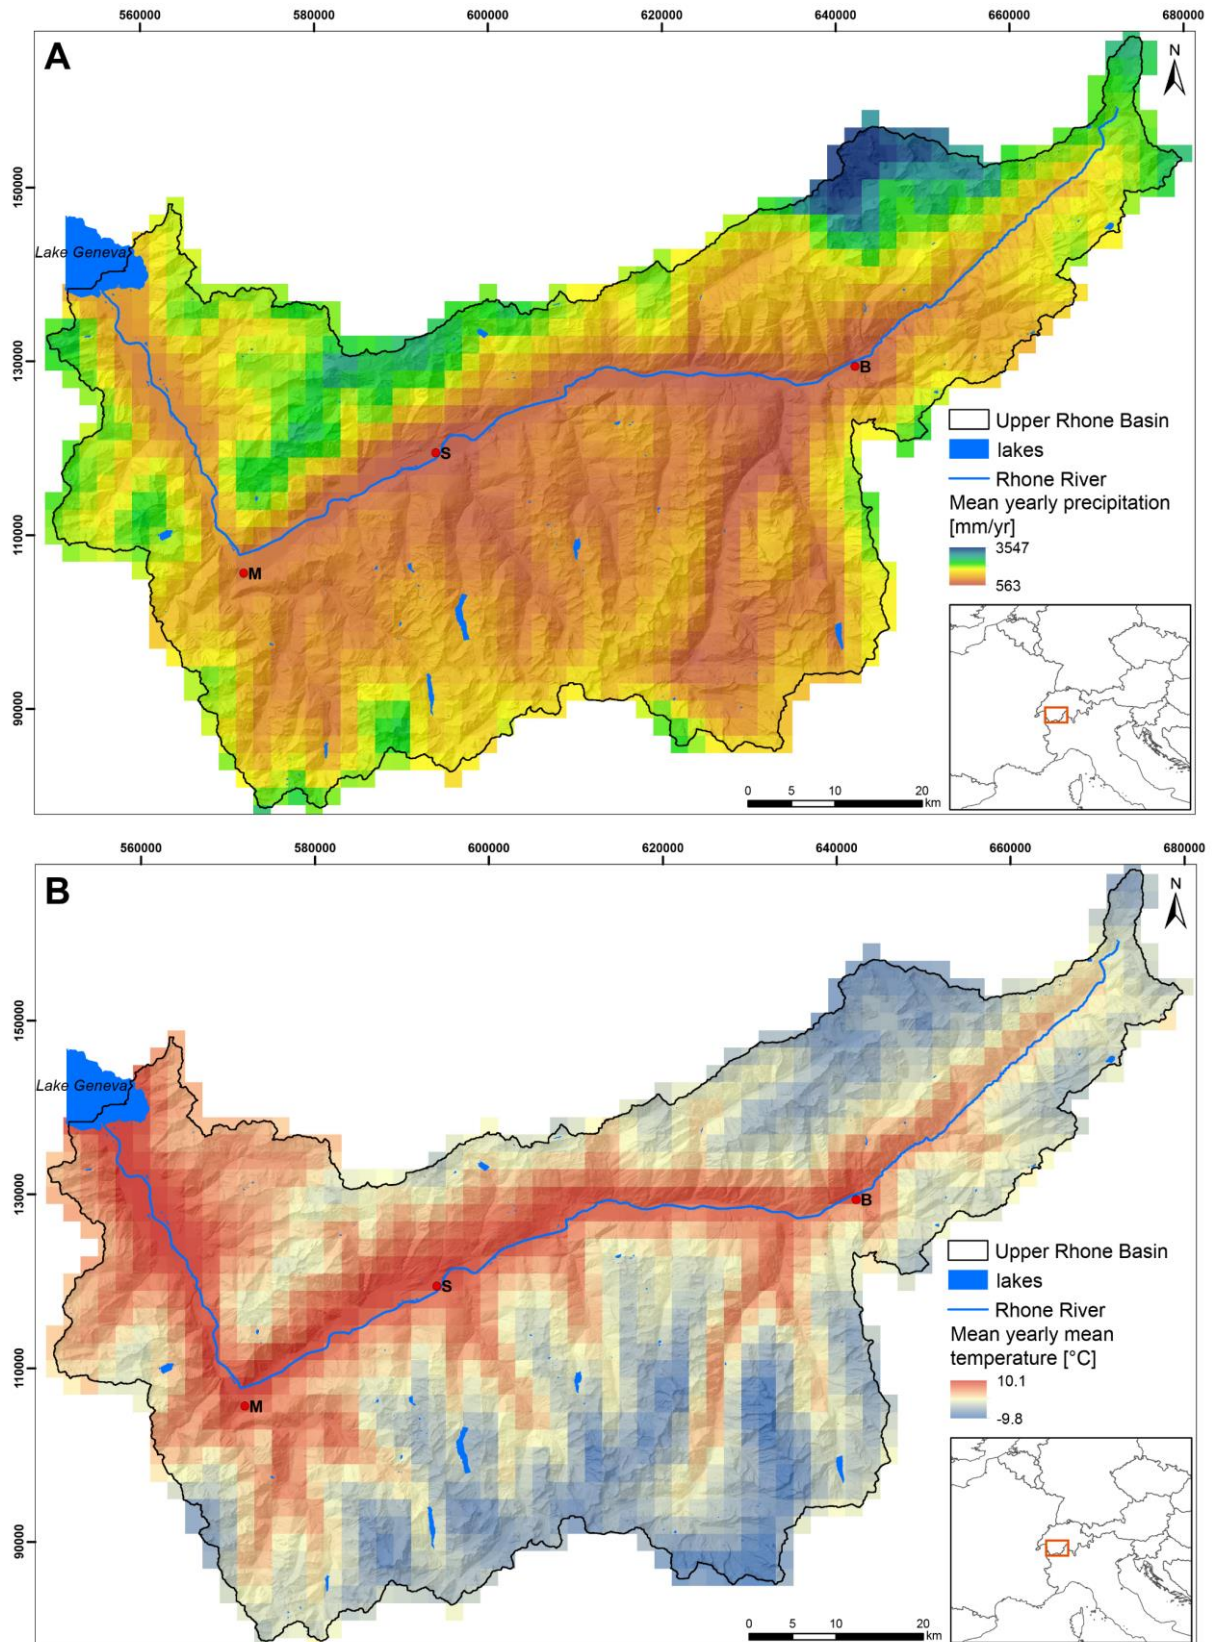 560000 580000 600000 620000 640000 660000 680000
A
N
150000
130000
110000
90000
Lake Geneva
B
S
M
Upper Rhone Basin
lakes
Rhone River
Mean yearly precipitation
[mm/yr]
3547
563
0 5 10 20
km
560000 580000 600000 620000 640000 660000 680000
B
N
150000
130000
110000
90000
Lake Geneva
B
S
M
Upper Rhone Basin
lakes
Rhone River
Mean yearly mean
temperature [°C]
10.1
-9.8
0 5 10 20
km